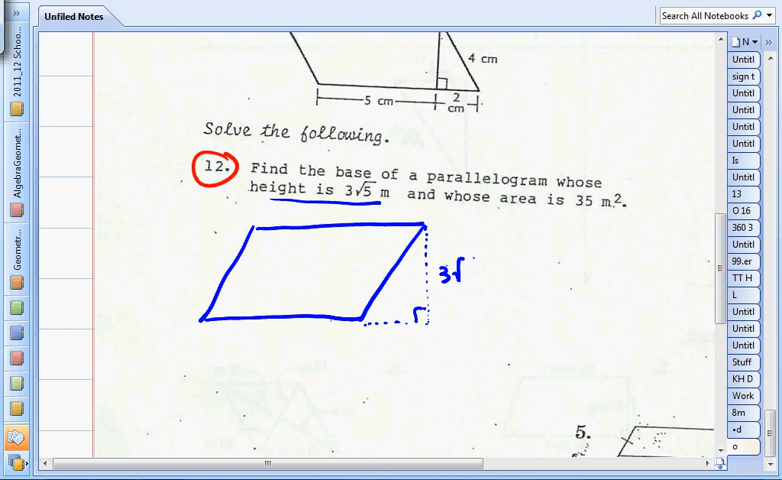 Unfiled Notes
Search All Notebooks
N
2011_12 Schoo...
AlgebraGeomet...
Geometr...
4 cm
5 cm
2
cm
Solve the following.
12. Find the base of a parallelogram whose
height is 3√5 m and whose area is 35 m².
3√
5.
Untitl
sign t
Untitl
Untitl
Untitl
Untitl
Is
Untitl
13
O 16
360 3
Untitl
99.er
TT H
L
Untitl
Untitl
Untitl
Stuff
KH D
Work
8m
•d
o